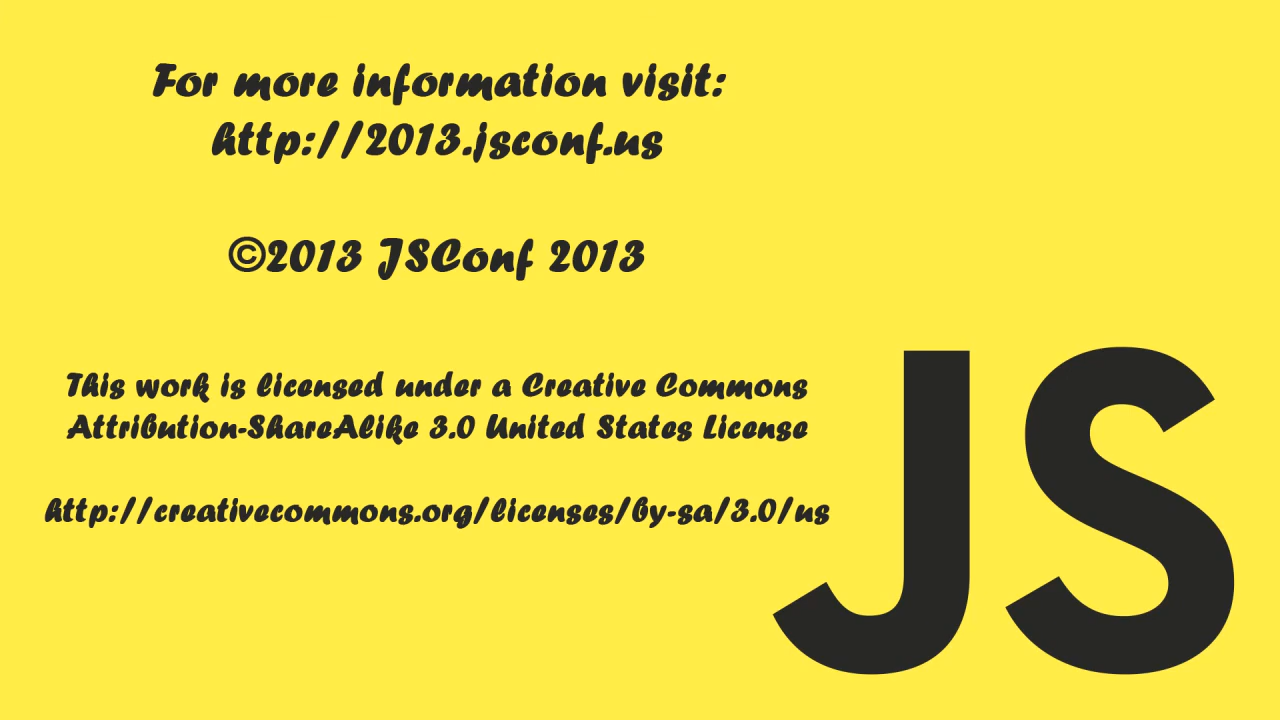 For more information visit:
http://2013.jsconf.us
©2013 JSConf 2013
This work is licensed under a Creative Commons
Attribution-ShareAlike 3.0 United States License
http://creativecommons.org/licenses/by-sa/3.0/us
JS